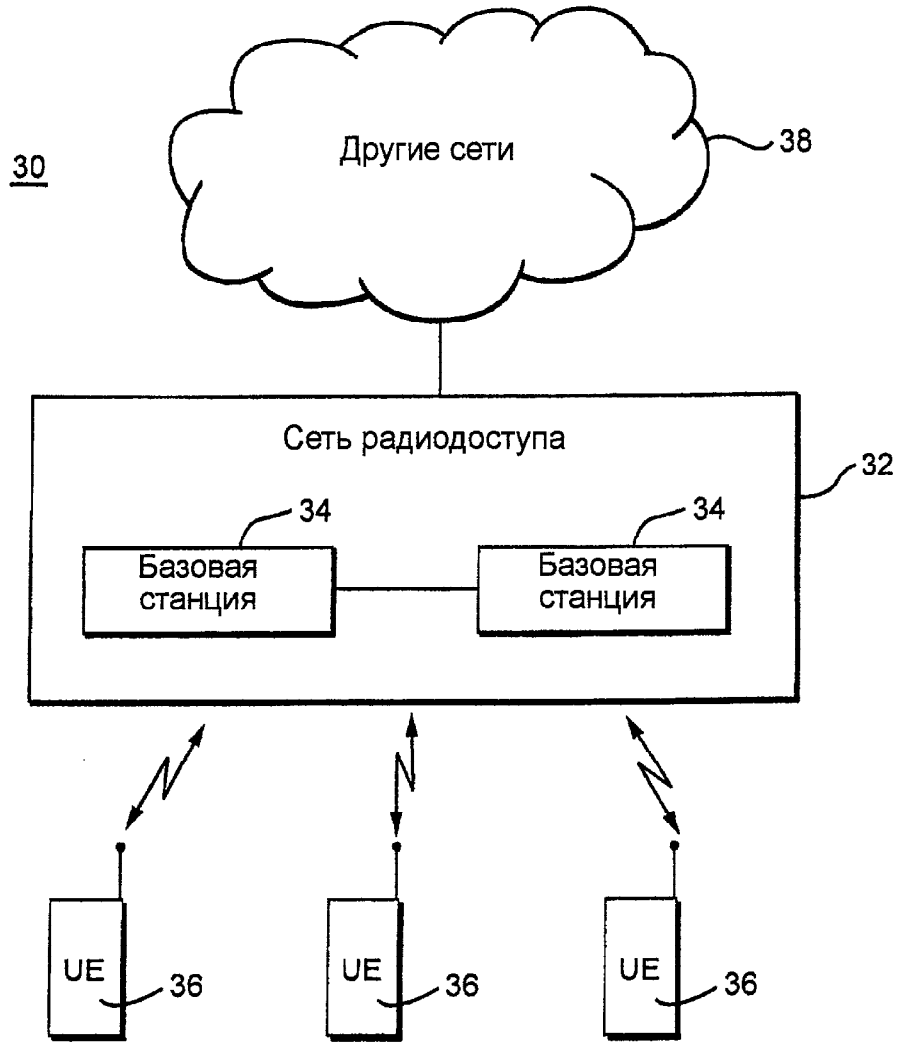 Другие сети
38
30
Сеть радиодоступа
32
34
34
Базовая
станция
Базовая
станция
UE
36
UE
36
UE
36